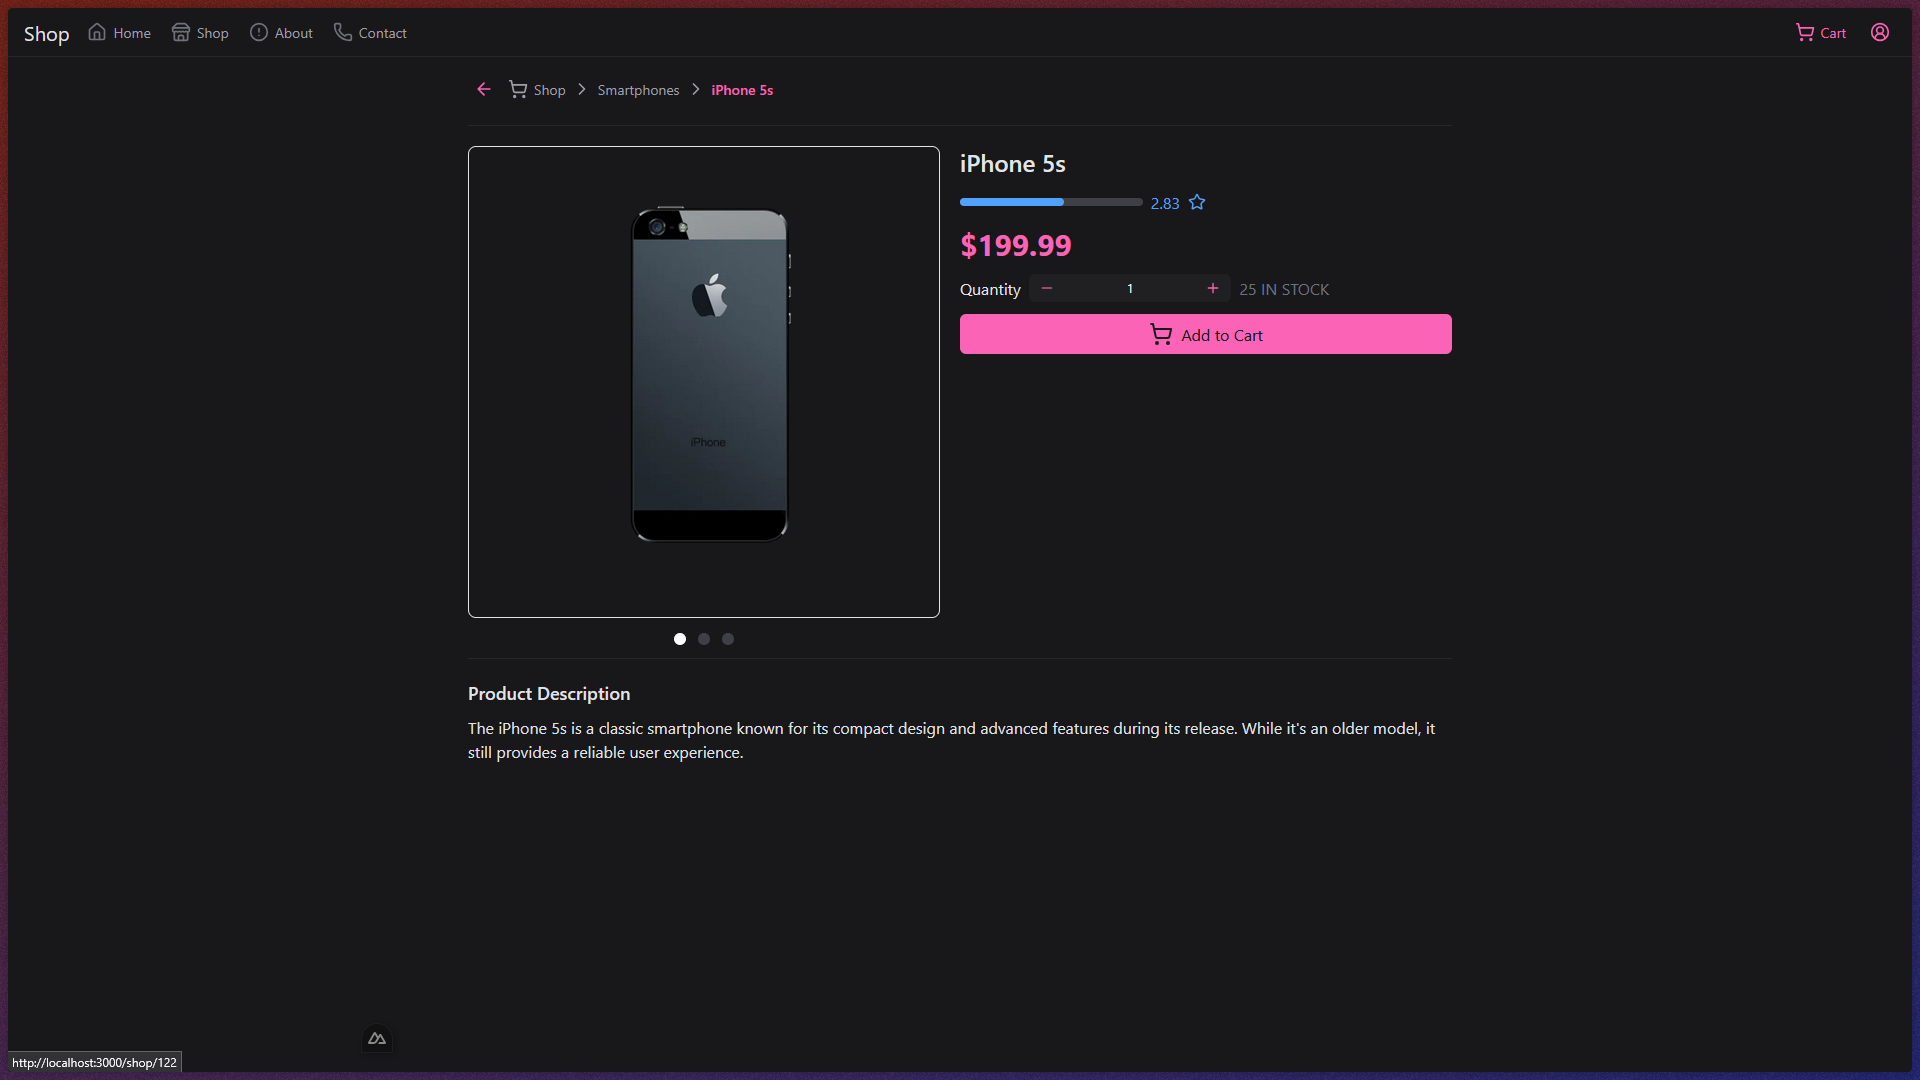 Shop Home Shop About Contact Cart
Shop Smartphones iPhone 5s
iPhone 5s
2.83
$199.99
Quantity 1 25 IN STOCK
Add to Cart
iPhone
Product Description
The iPhone 5s is a classic smartphone known for its compact design and advanced features during its release. While it's an older model, it
still provides a reliable user experience.
http://localhost:3000/shop/122